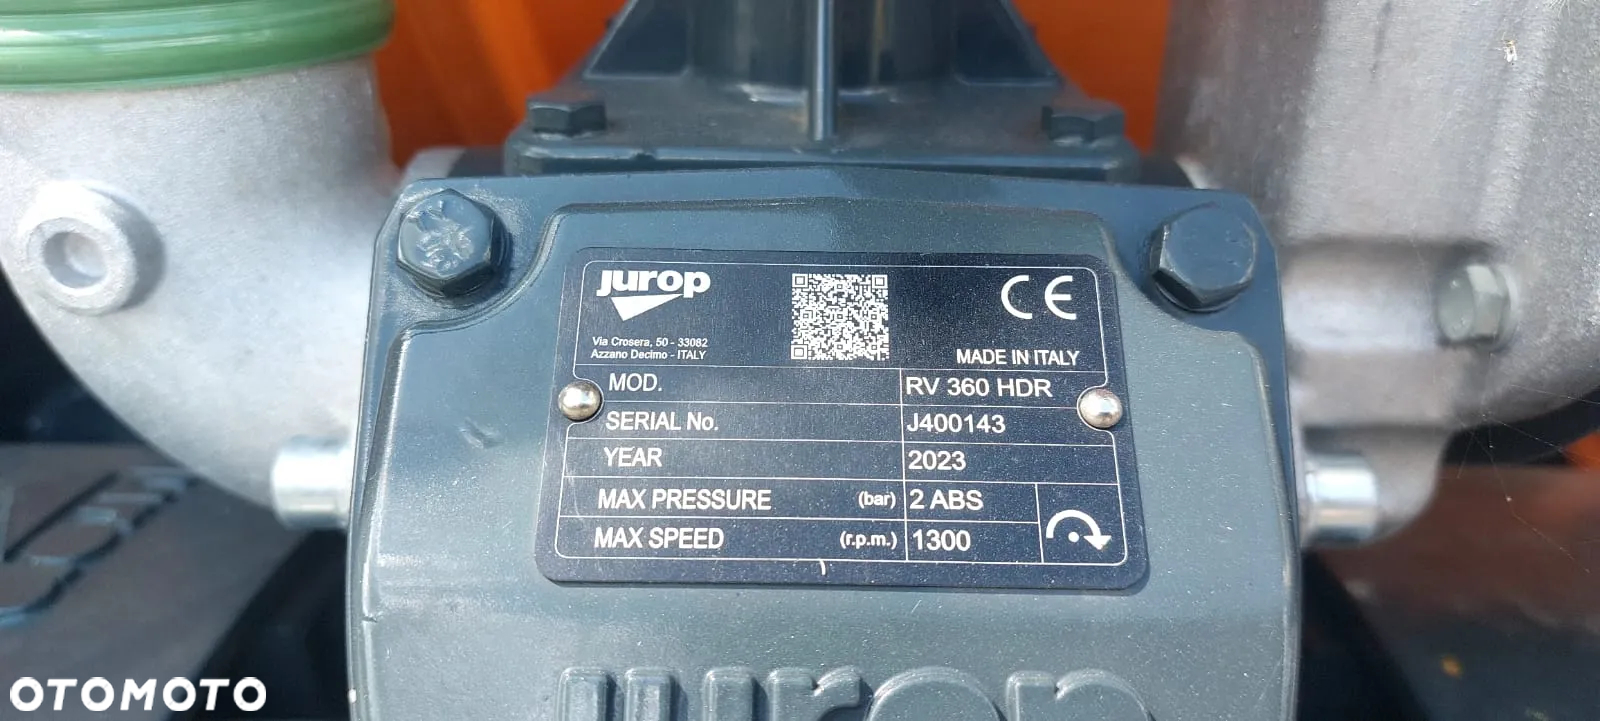 jurop
Via Crosera, 50 - 33082
Azzano Decimo - ITALY
CE
MADE IN ITALY
MOD. RV 360 HDR
SERIAL No. J400143
YEAR 2023
MAX PRESSURE (bar) 2 ABS
MAX SPEED (r.p.m.) 1300
jurop
OTOMOTO